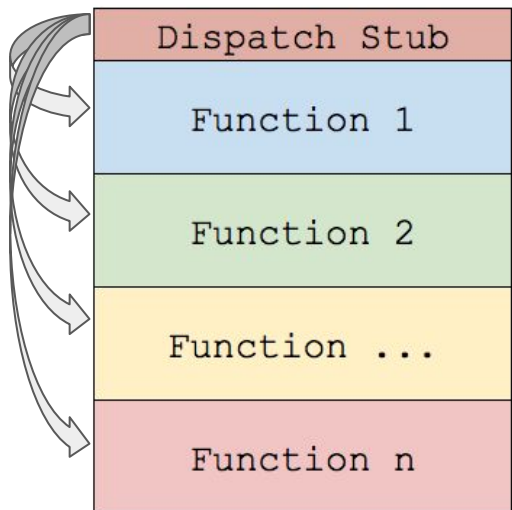 Dispatch Stub
Function 1
Function 2
Function ...
Function n